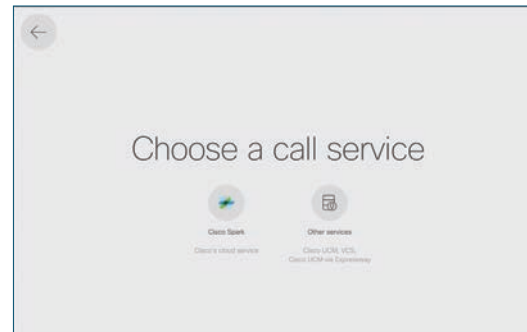 Choose a call service
Cisco Spark
Other services
Cisco's cloud service
Cisco UCM, VCS,
Cisco UCM via Expressway